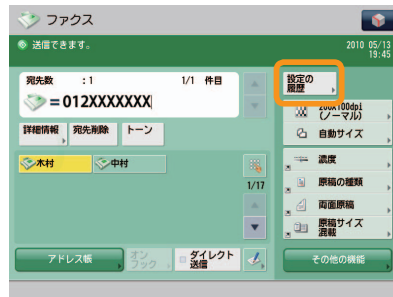 ファクス
送信できます。
2010 05/13
19:45
宛先数 :1 1/1 件目
=012XXXXXXX
詳細情報 宛先削除 トーン
木村 中村
1/17
設定の
履歴
200X100dpi
(ノーマル)
自動サイズ
濃度
原稿の種類
両面原稿
原稿サイズ
混載
アドレス帳
オン
フック
ダイレクト
送信
その他の機能